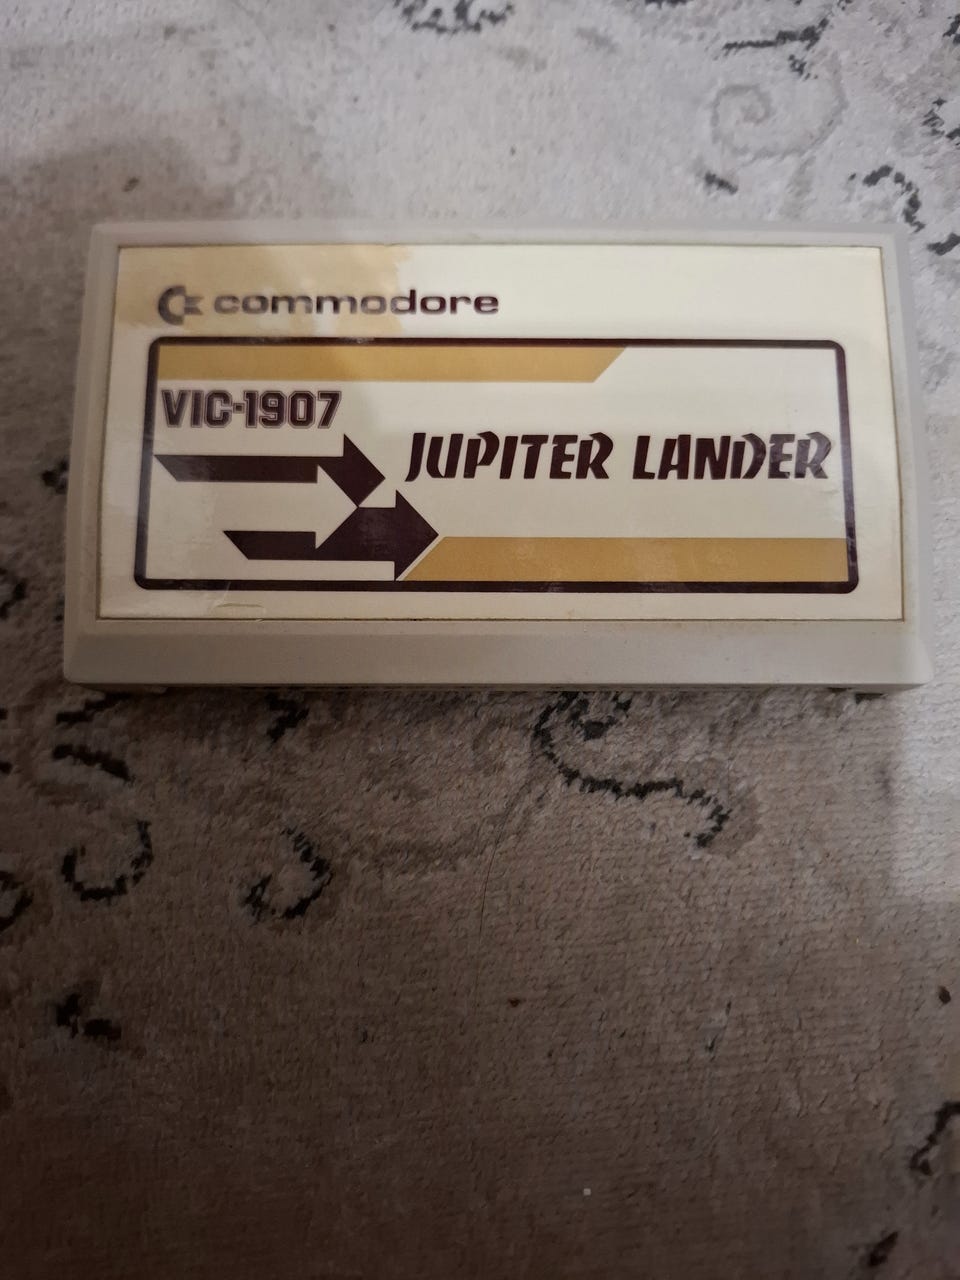 commodore
VIC-1907
JUPITER LANDER